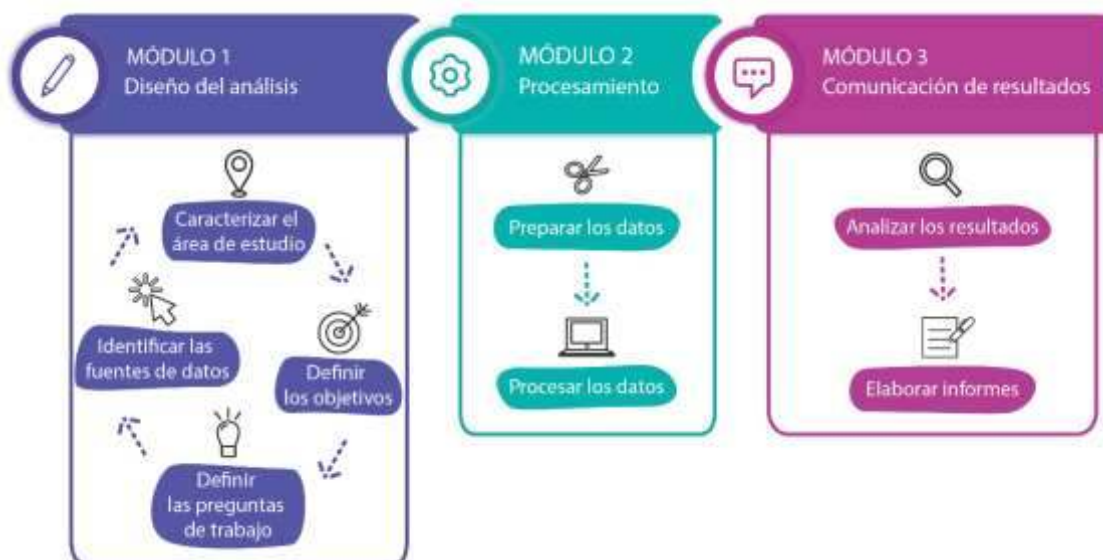 MÓDULO 1
Diseño del análisis
Caracterizar el
área de estudio
Definir
los objetivos
Definir
las preguntas
de trabajo
Identificar las
fuentes de datos
MÓDULO 2
Procesamiento
Preparar los datos
Procesar los datos
MÓDULO 3
Comunicación de resultados
Analizar los resultados
Elaborar informes